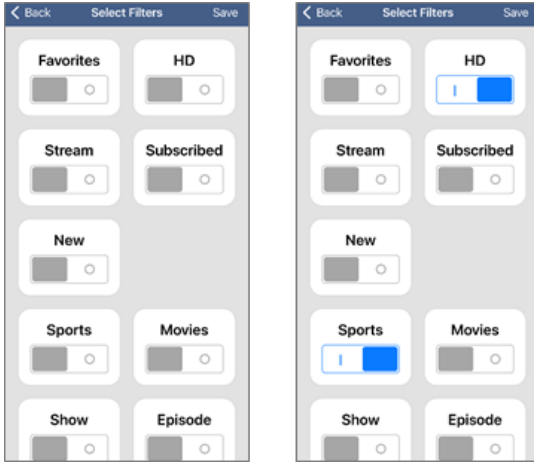 Back Select Filters Save
Favorites HD
Stream Subscribed
New
Sports Movies
Show Episode
Back Select Filters Save
Favorites HD
Stream Subscribed
New
Sports Movies
Show Episode